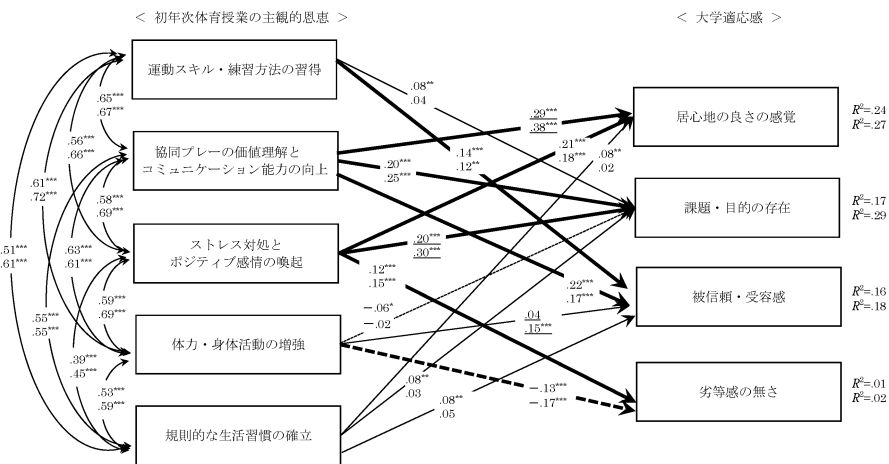 ＜ 初年次体育授業の主観的恩恵 ＞
＜ 大学適応感 ＞
運動スキル・練習方法の習得
協同プレーの価値理解と
コミュニケーション能力の向上
ストレス対処と
ポジティブ感情の喚起
体力・身体活動の増強
規則的な生活習慣の確立
.65***
.67***
.56***
.66***
.61***
.72***
.58***
.69***
.51***
.61***
.63***
.61***
.59***
.69***
.55***
.55***
.39***
.45***
.53***
.59***
.08**
.04
.29***
.38***
.21***
.18***
.08**
.02
.14***
.12**
.20***
.25***
.20***
.30***
.12***
.15***
.22***
.17***
−.06*
−.02
.04
.15***
.08**
.03
−.13***
−.17***
.08**
.05
居心地の良さの感覚
R²=.24
R²=.27
課題・目的の存在
R²=.17
R²=.29
被信頼・受容感
R²=.16
R²=.18
劣等感の無さ
R²=.01
R²=.02